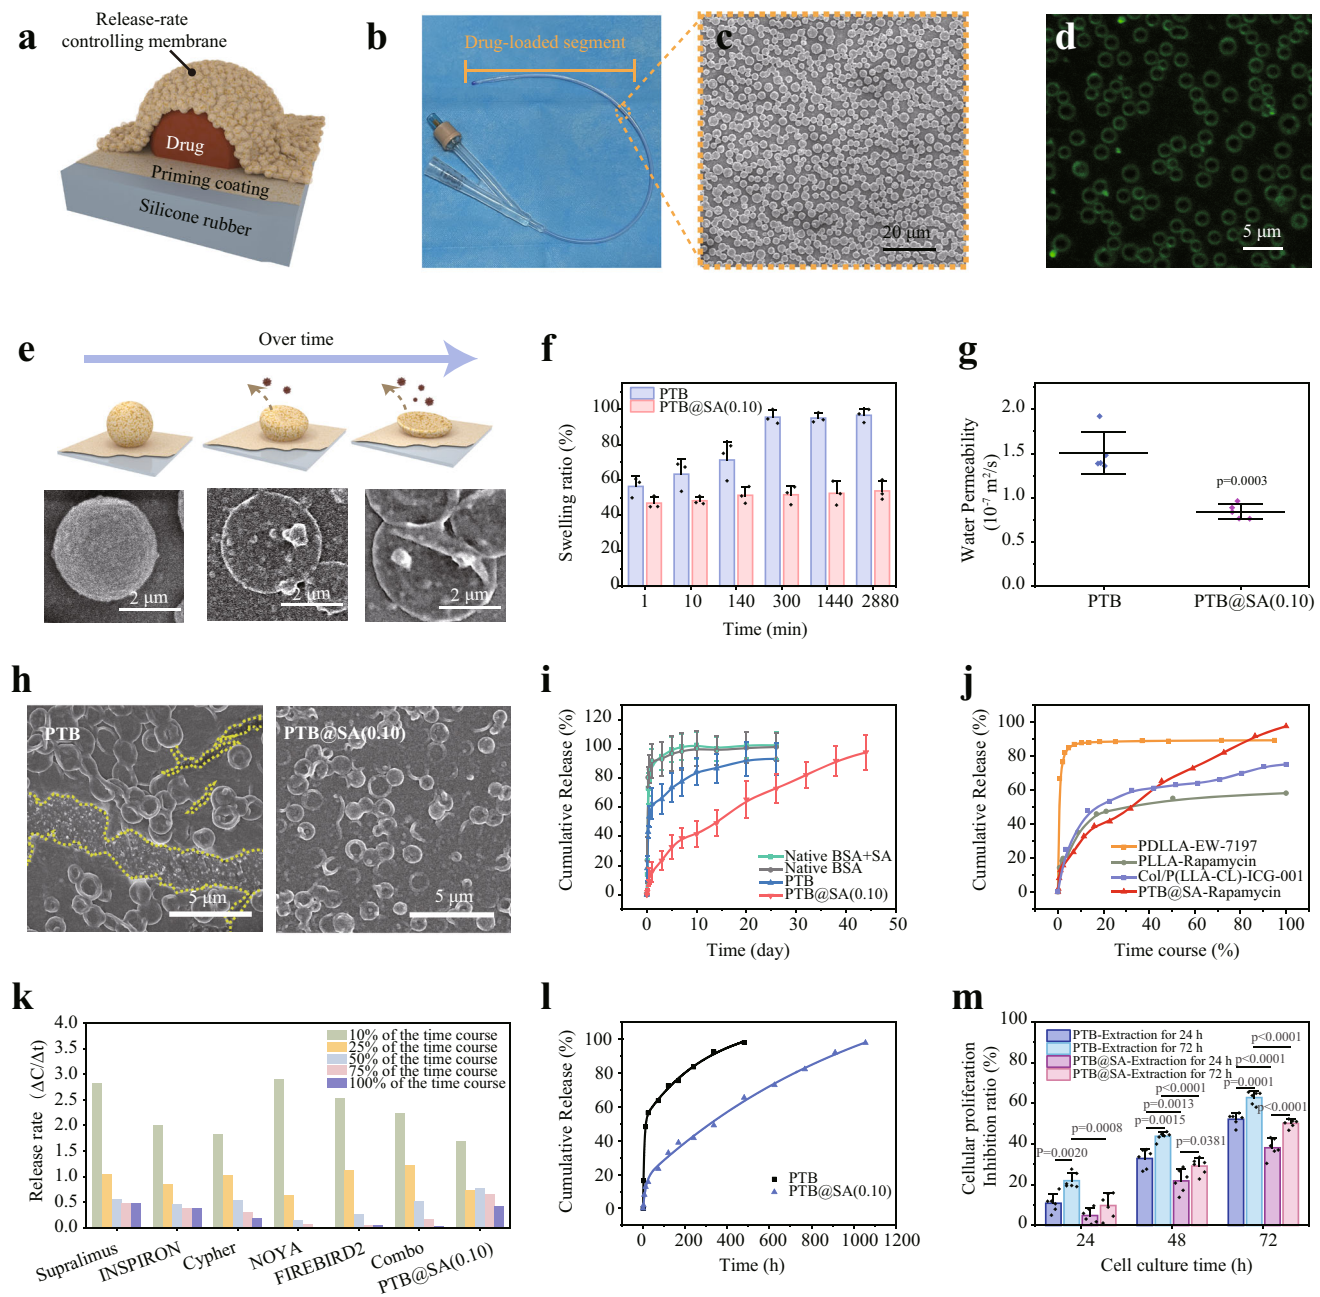 a
Release-rate
controlling membrane
Drug
Priming coating
Silicone rubber
b
Drug-loaded segment
c
20 μm
d
5 μm
e
Over time
2 μm
2 μm
2 μm
f
Swelling ratio (%)
100
80
60
40
20
0
PTB
PTB@SA(0.10)
1 10 140 300 1440 2880
Time (min)
g
Water Permeability
(10⁻⁷ m²/s)
2.0
1.5
1.0
0.5
0.0
p=0.0003
PTB PTB@SA(0.10)
h
PTB
5 μm
PTB@SA(0.10)
5 μm
i
Cumulative Release (%)
120
100
80
60
40
20
0
Native BSA+SA
Native BSA
PTB
PTB@SA(0.10)
0 10 20 30 40 50
Time (day)
j
Cumulative Release (%)
100
80
60
40
20
0
PDLLA-EW-7197
PLLA-Rapamycin
Col/P(LLA-CL)-ICG-001
PTB@SA-Rapamycin
0 20 40 60 80 100
Time course (%)
k
Release rate (ΔC/Δt)
4.0
3.5
3.0
2.5
2.0
1.5
1.0
0.5
0.0
10% of the time course
25% of the time course
50% of the time course
75% of the time course
100% of the time course
Supralimus
INSPIRON
Cypher
NOYA
FIREBIRD2
Combo
PTB@SA(0.10)
l
Cumulative Release (%)
100
80
60
40
20
0
PTB
PTB@SA(0.10)
0 200 400 600 800 1000 1200
Time (h)
m
Cellular proliferation
Inhibition ratio (%)
100
80
60
40
20
0
PTB-Extraction for 24 h
PTB-Extraction for 72 h
PTB@SA-Extraction for 24 h
PTB@SA-Extraction for 72 h
p=0.0020
p=0.0008
p<0.0001
p=0.0013
p=0.0015
p=0.0381
p<0.0001
p<0.0001
p=0.0001
p<0.0001
24 48 72
Cell culture time (h)